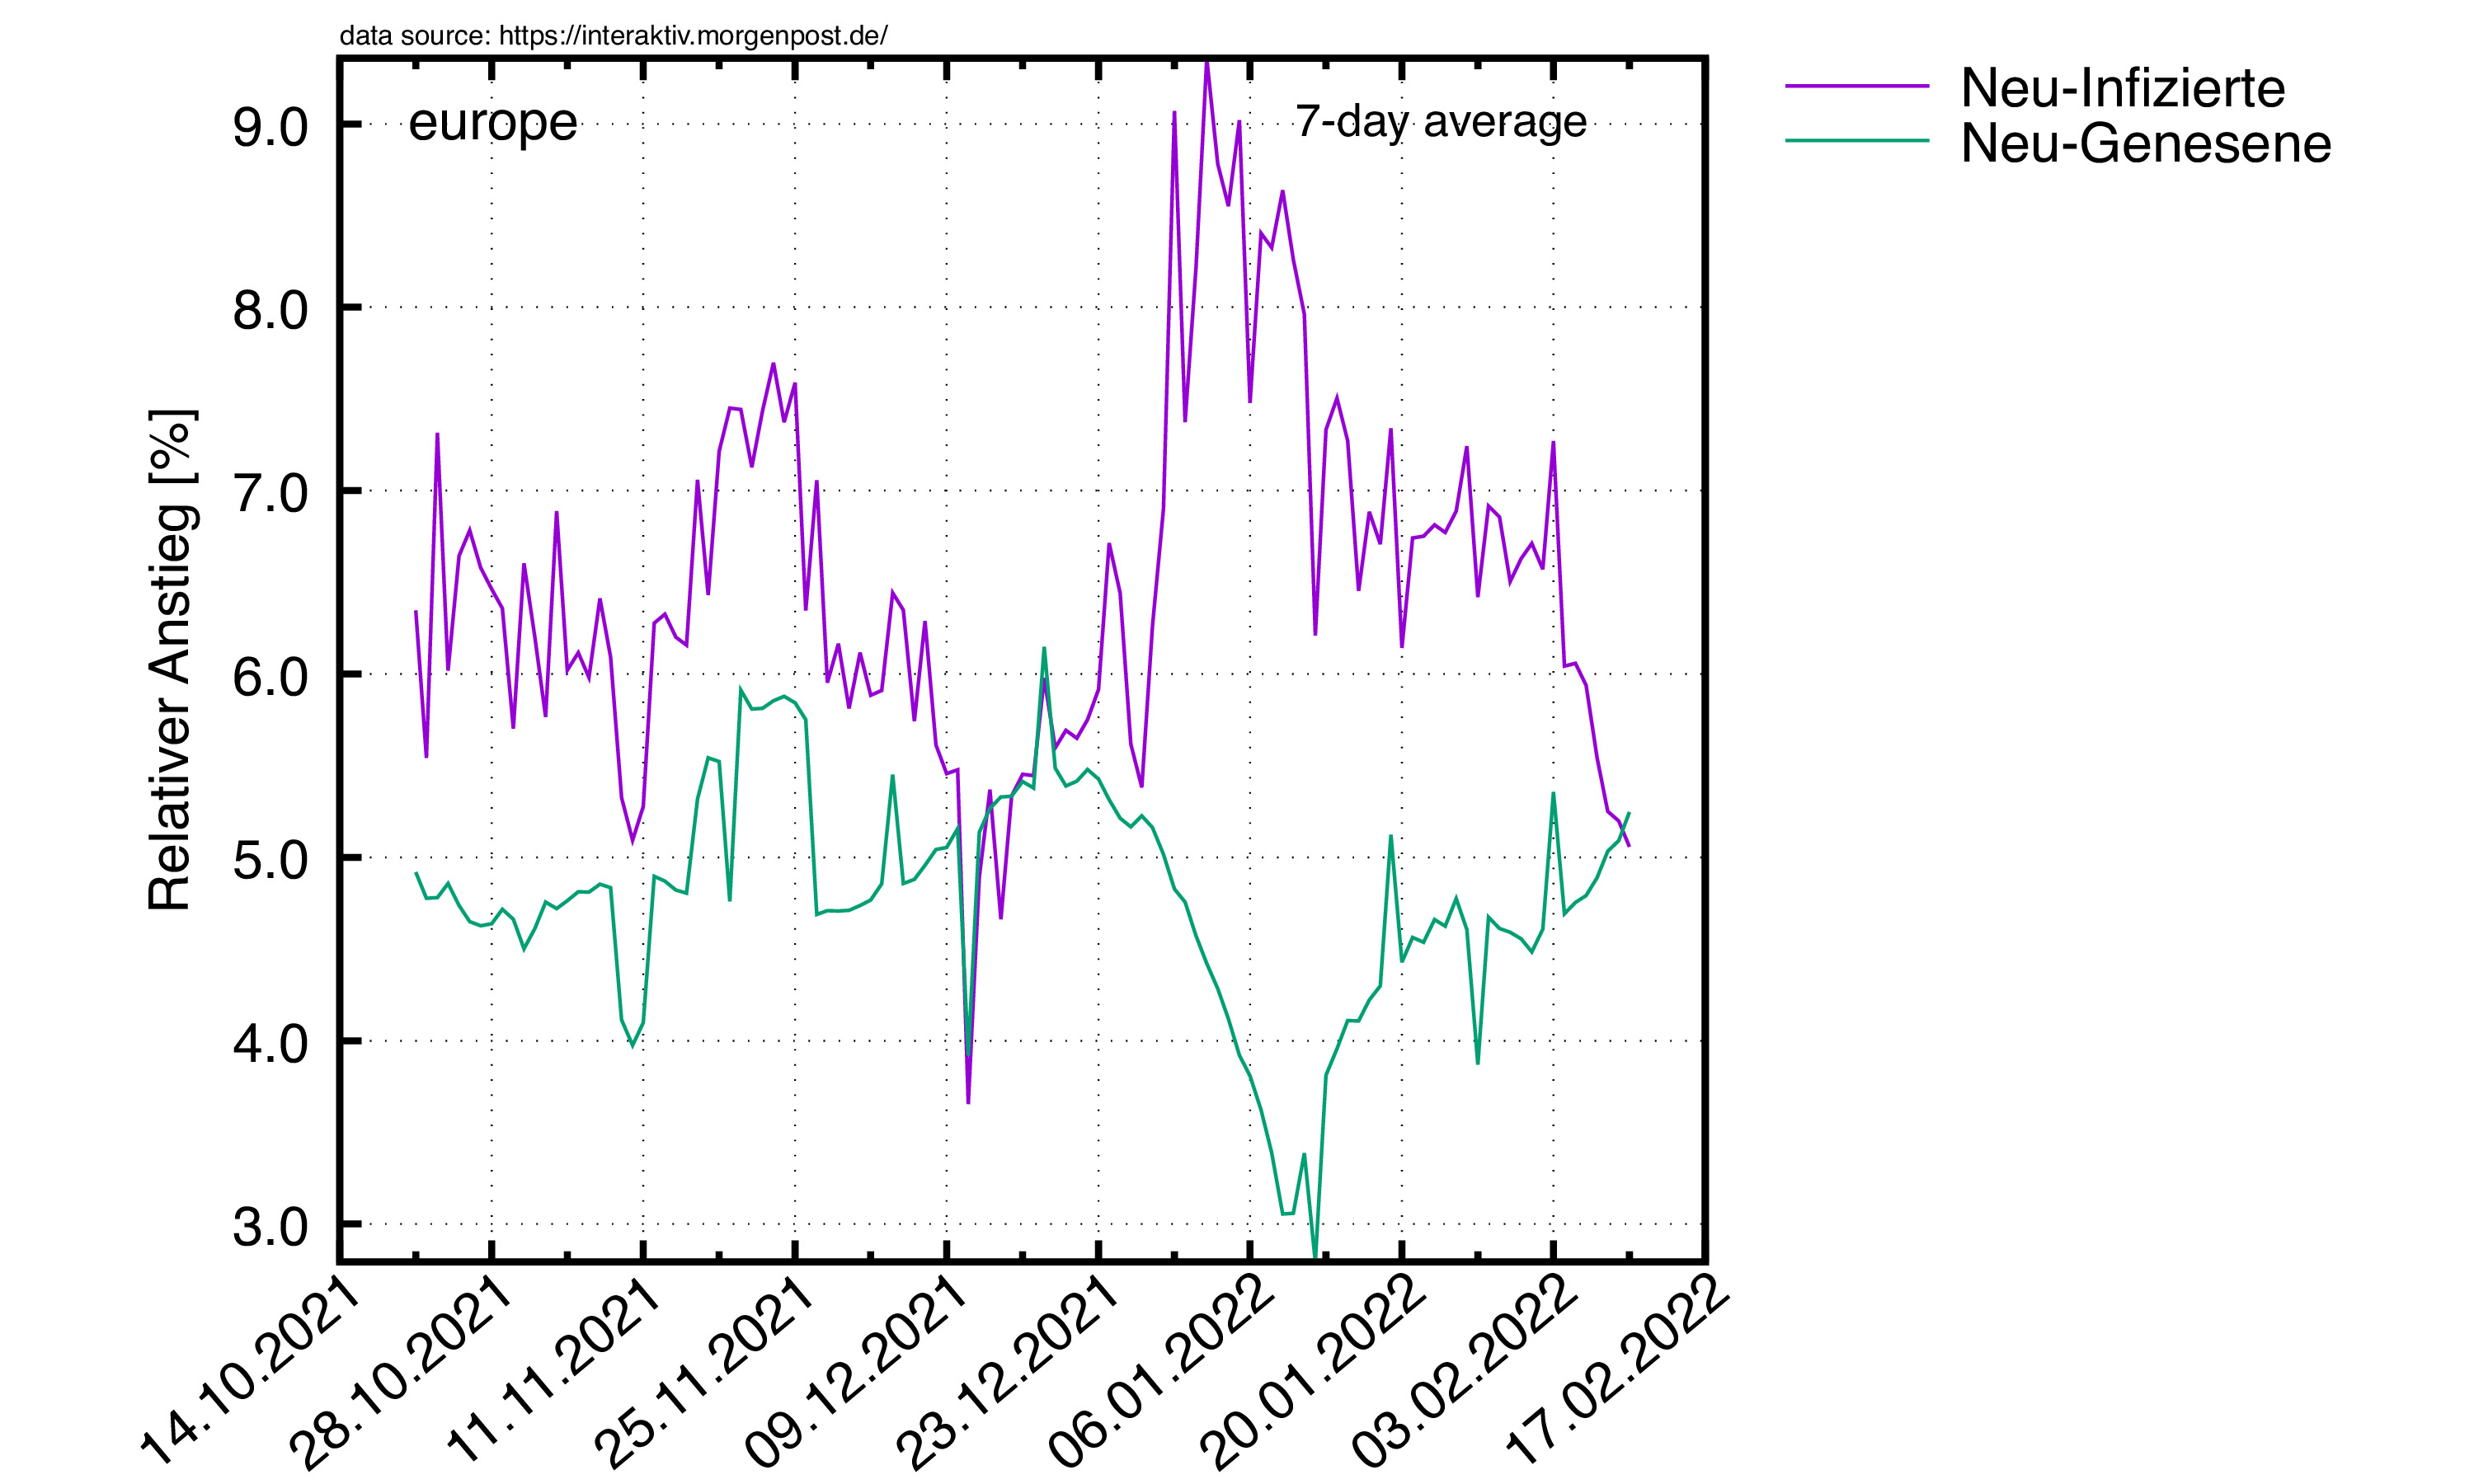 data source: https://interaktiv.morgenpost.de/
europe
7-day average
Neu-Infizierte
Neu-Genesene
Relativer Anstieg [%]
9.0
8.0
7.0
6.0
5.0
4.0
3.0
14.10.2021
28.10.2021
11.11.2021
25.11.2021
09.12.2021
23.12.2021
06.01.2022
20.01.2022
03.02.2022
17.02.2022